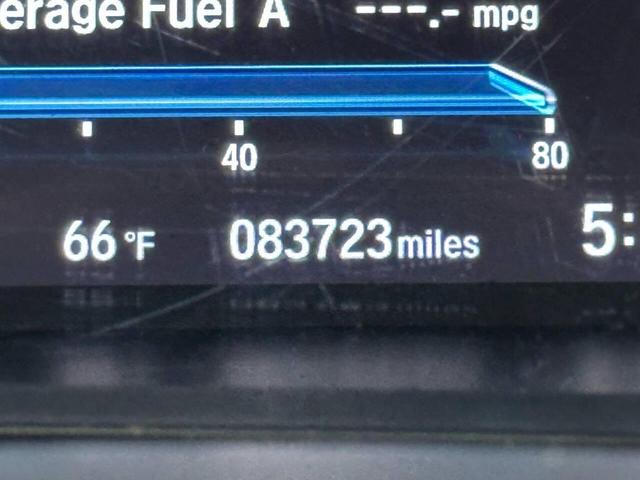 erage Fuel A ---.- mpg
40 80
66 °F 083723 miles 5: